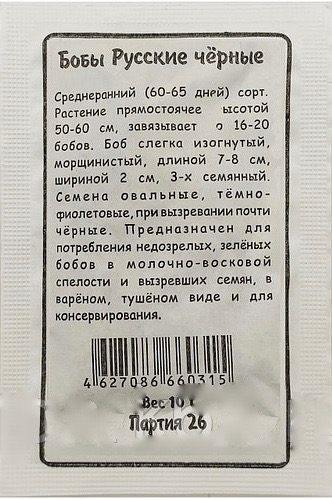 Бобы Русские чёрные
Среднеранний (60-65 дней) сорт.
Растение прямостоячее высотой
50-60 см, завязывает о 16-20
бобов. Боб слегка изогнутый,
морщинистый, длиной 7-8 см,
шириной 2 см, 3-х семянный.
Семена овальные, тёмно-
фиолетовые, при вызревании почти
чёрные. Предназначен для
потребления недозрелых, зелёных
бобов в молочно-восковой
спелости и вызревших семян, в
варёном, тушёном виде и для
консервирования.
4627086660315
Вес 10 г
Партия 26